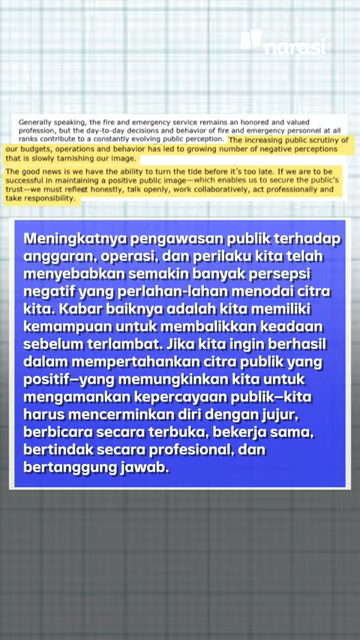 narasi
Generally speaking, the fire and emergency service remains an honored and valued
profession, but the day-to-day decisions and behavior of fire and emergency personnel at all
ranks contribute to a constantly evolving public perception. The increasing public scrutiny of
our budgets, operations and behavior has led to growing number of negative perceptions
that is slowly tarnishing our image.
The good news is we have the ability to turn the tide before it's too late. If we are to be
successful in maintaining a positive public image—which enables us to secure the public's
trust—we must reflect honestly, talk openly, work collaboratively, act professionally and
take responsibility.
Meningkatnya pengawasan publik terhadap
anggaran, operasi, dan perilaku kita telah
menyebabkan semakin banyak persepsi
negatif yang perlahan-lahan menodai citra
kita. Kabar baiknya adalah kita memiliki
kemampuan untuk membalikkan keadaan
sebelum terlambat. Jika kita ingin berhasil
dalam mempertahankan citra publik yang
positif—yang memungkinkan kita untuk
mengamankan kepercayaan publik—kita
harus mencerminkan diri dengan jujur,
berbicara secara terbuka, bekerja sama,
bertindak secara profesional, dan
bertanggung jawab.